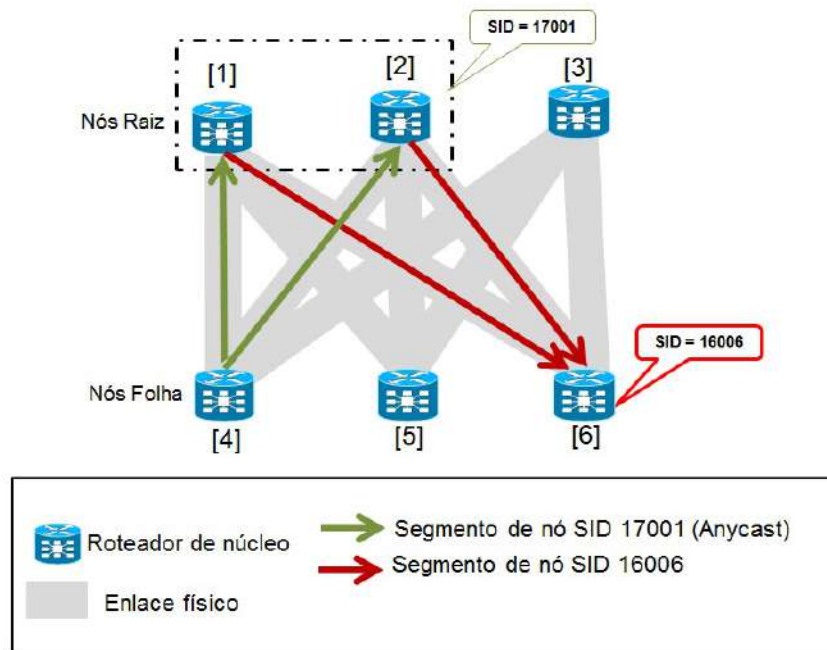 SID = 17001
[1]
[2]
[3]
Nós Raiz
SID = 16006
Nós Folha
[4]
[5]
[6]
Roteador de núcleo
Segmento de nó SID 17001 (Anycast)
Segmento de nó SID 16006
Enlace físico